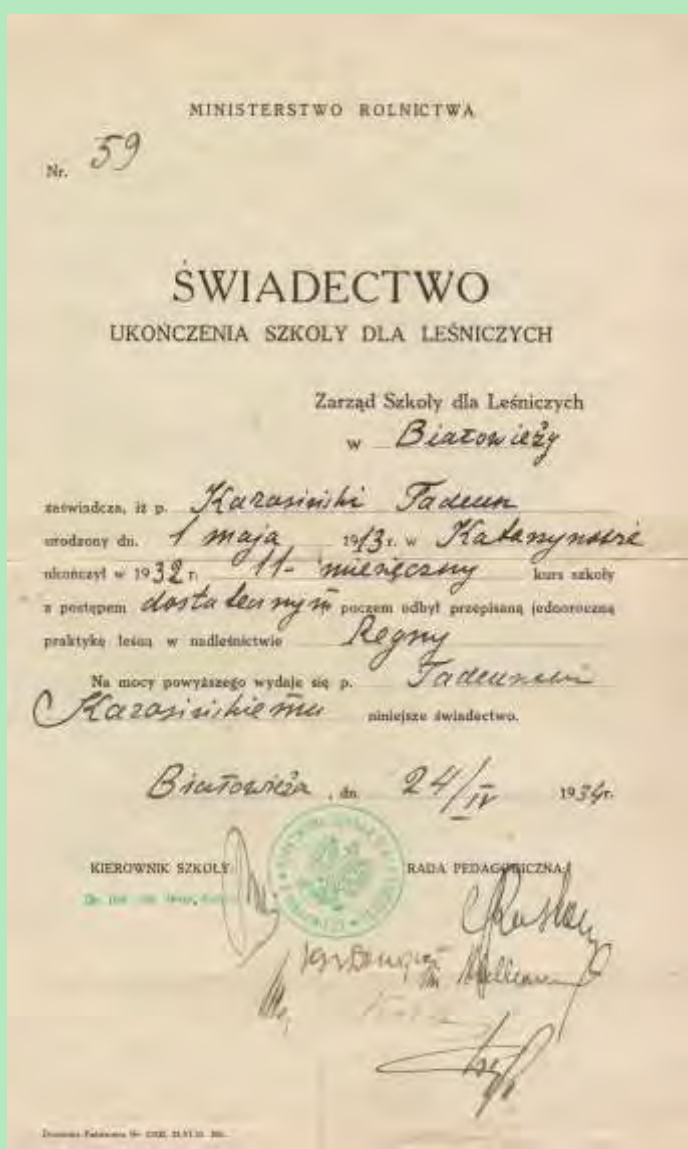 MINISTERSTWO ROLNICTWA
Nr. 59
ŚWIADECTWO
UKOŃCZENIA SZKOŁY DLA LEŚNICZYCH
Zarząd Szkoły dla Leśniczych
w Białowieży
zaświadcza, iż p. Karasiński Tadeusz
urodzony dn. 1 maja 1913 r. w
ukończył w 1932 r. 11- miesięczny kurs szkoły
z postępem dostatecznym poczem odbył przepisaną jednoroczną
praktykę leśną w nadleśnictwie Regny
Na mocy powyższego wydaje się p. Tadeuszowi
Karasińskiemu niniejsze świadectwo.
Białowieża, dn. 24/IV 1934 r.
KIEROWNIK SZKOŁY:
RADA PEDAGOGICZNA: